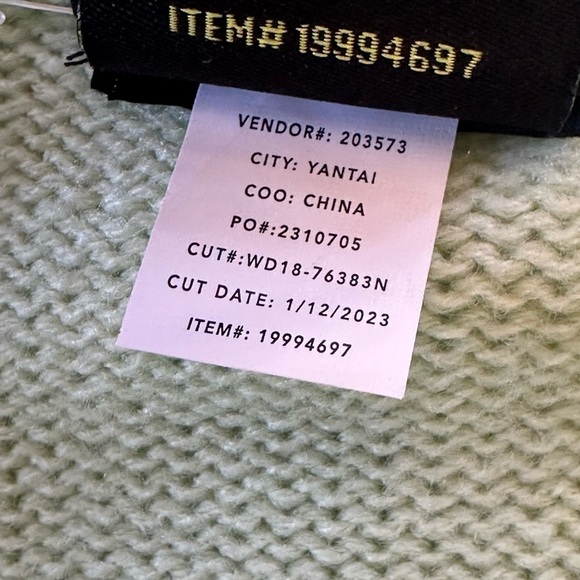 ITEM# 19994697
VENDOR#: 203573
CITY: YANTAI
COO: CHINA
PO#:2310705
CUT#:WD18-76383N
CUT DATE: 1/12/2023
ITEM#: 19994697